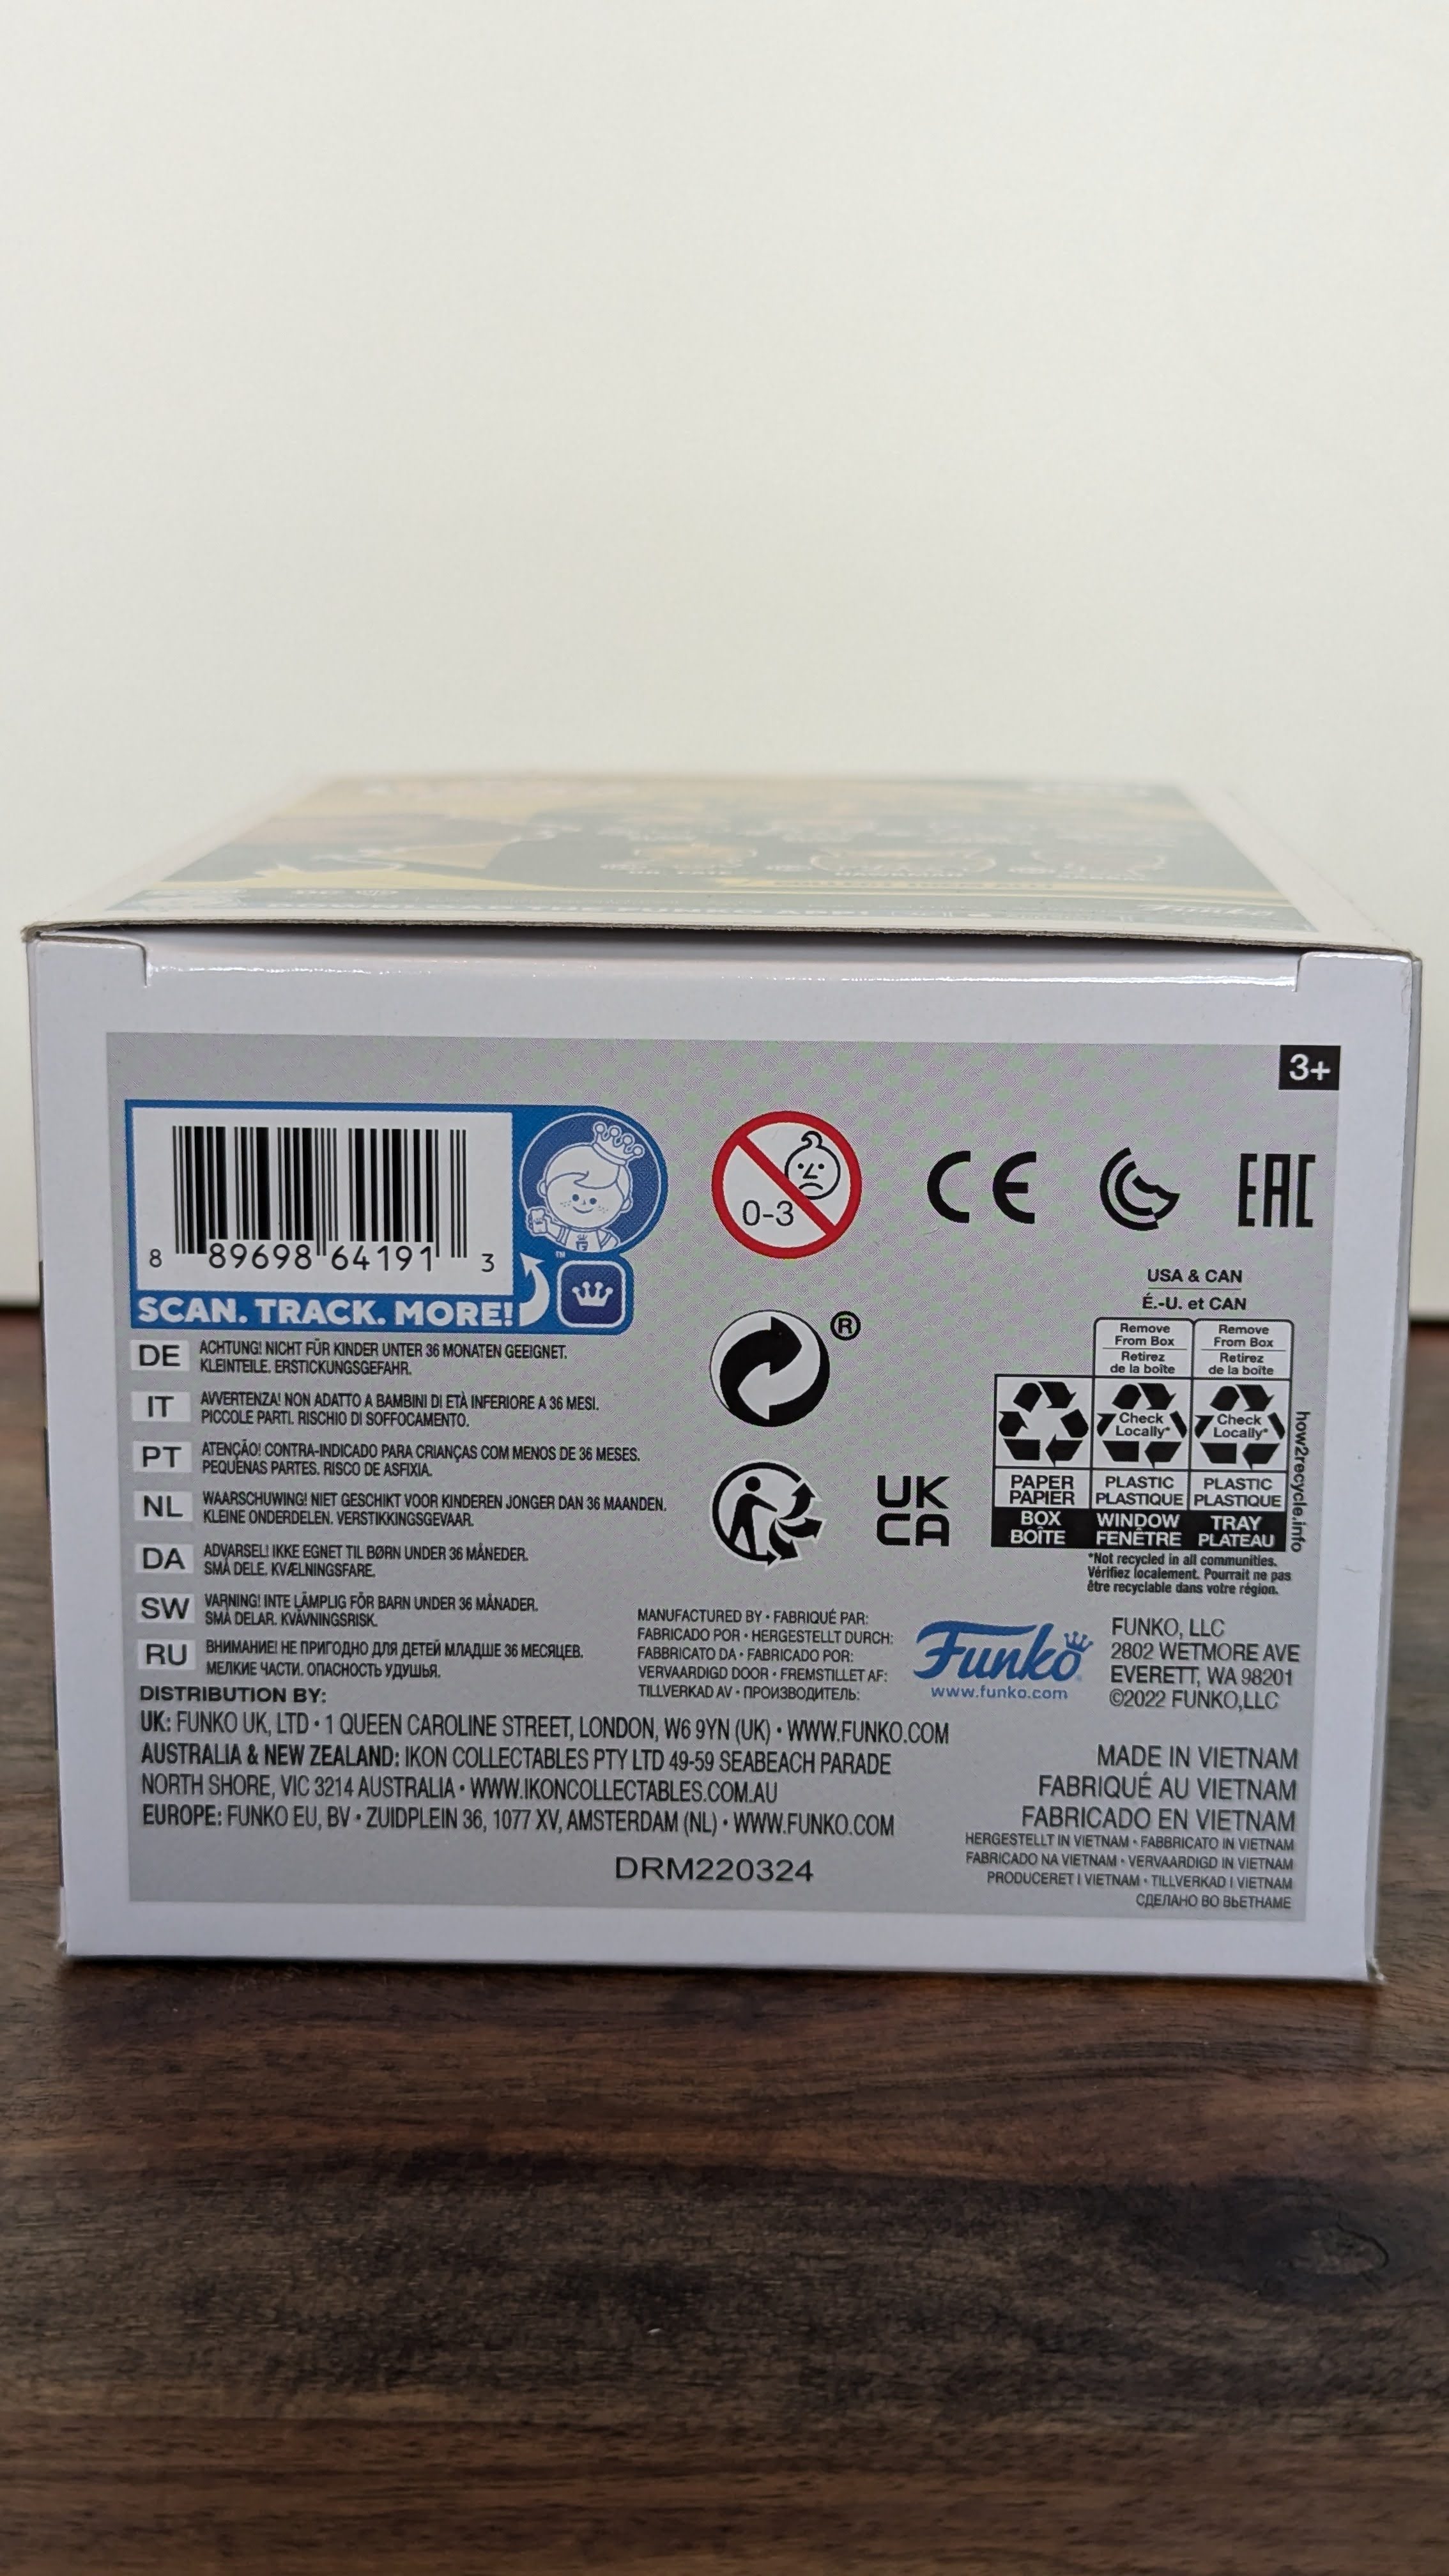 DOWNLOAD THE FUNKO APP!
3+
8 89698 64191 3
™
SCAN. TRACK. MORE!
0-3
CE
EAC
®
UK
CA
USA & CAN
É.-U. et CAN
Remove
From Box
Retirez
de la boîte
Remove
From Box
Retirez
de la boîte
Check
Locally*
Check
Locally*
PAPER
PAPIER
PLASTIC
PLASTIQUE
PLASTIC
PLASTIQUE
BOX
BOÎTE
WINDOW
FENÊTRE
TRAY
PLATEAU
how2recycle.info
*Not recycled in all communities.
Vérifiez localement. Pourrait ne pas
être recyclable dans votre région.
DE ACHTUNG! NICHT FÜR KINDER UNTER 36 MONATEN GEEIGNET.
KLEINTEILE. ERSTICKUNGSGEFAHR.
IT AVVERTENZA! NON ADATTO A BAMBINI DI ETÀ INFERIORE A 36 MESI.
PICCOLE PARTI. RISCHIO DI SOFFOCAMENTO.
PT ATENÇÃO! CONTRA-INDICADO PARA CRIANÇAS COM MENOS DE 36 MESES.
PEQUENAS PARTES. RISCO DE ASFIXIA.
NL WAARSCHUWING! NIET GESCHIKT VOOR KINDEREN JONGER DAN 36 MAANDEN.
KLEINE ONDERDELEN. VERSTIKKINGSGEVAAR.
DA ADVARSEL! IKKE EGNET TIL BØRN UNDER 36 MÅNEDER.
SMÅ DELE. KVÆLNINGSFARE.
SW VARNING! INTE LÄMPLIG FÖR BARN UNDER 36 MÅNADER.
SMÅ DELAR. KVÄVNINGSRISK.
RU ВНИМАНИЕ! НЕ ПРИГОДНО ДЛЯ ДЕТЕЙ МЛАДШЕ 36 МЕСЯЦЕВ.
МЕЛКИЕ ЧАСТИ. ОПАСНОСТЬ УДУШЬЯ.
MANUFACTURED BY • FABRIQUÉ PAR:
FABRICADO POR • HERGESTELLT DURCH:
FABBRICATO DA • FABRICADO POR:
VERVAARDIGD DOOR • FREMSTILLET AF:
TILLVERKAD AV • ПРОИЗВОДИТЕЛЬ:
Funko
www.funko.com
FUNKO, LLC
2802 WETMORE AVE
EVERETT, WA 98201
©2022 FUNKO,LLC
DISTRIBUTION BY:
UK: FUNKO UK, LTD • 1 QUEEN CAROLINE STREET, LONDON, W6 9YN (UK) • WWW.FUNKO.COM
AUSTRALIA & NEW ZEALAND: IKON COLLECTABLES PTY LTD 49-59 SEABEACH PARADE
NORTH SHORE, VIC 3214 AUSTRALIA • WWW.IKONCOLLECTABLES.COM.AU
EUROPE: FUNKO EU, BV • ZUIDPLEIN 36, 1077 XV, AMSTERDAM (NL) • WWW.FUNKO.COM
DRM220324
MADE IN VIETNAM
FABRIQUÉ AU VIETNAM
FABRICADO EN VIETNAM
HERGESTELLT IN VIETNAM • FABBRICATO IN VIETNAM
FABRICADO NA VIETNAM • VERVAARDIGD IN VIETNAM
PRODUCERET I VIETNAM • TILLVERKAD I VIETNAM
СДЕЛАНО ВО ВЬЕТНАМЕ